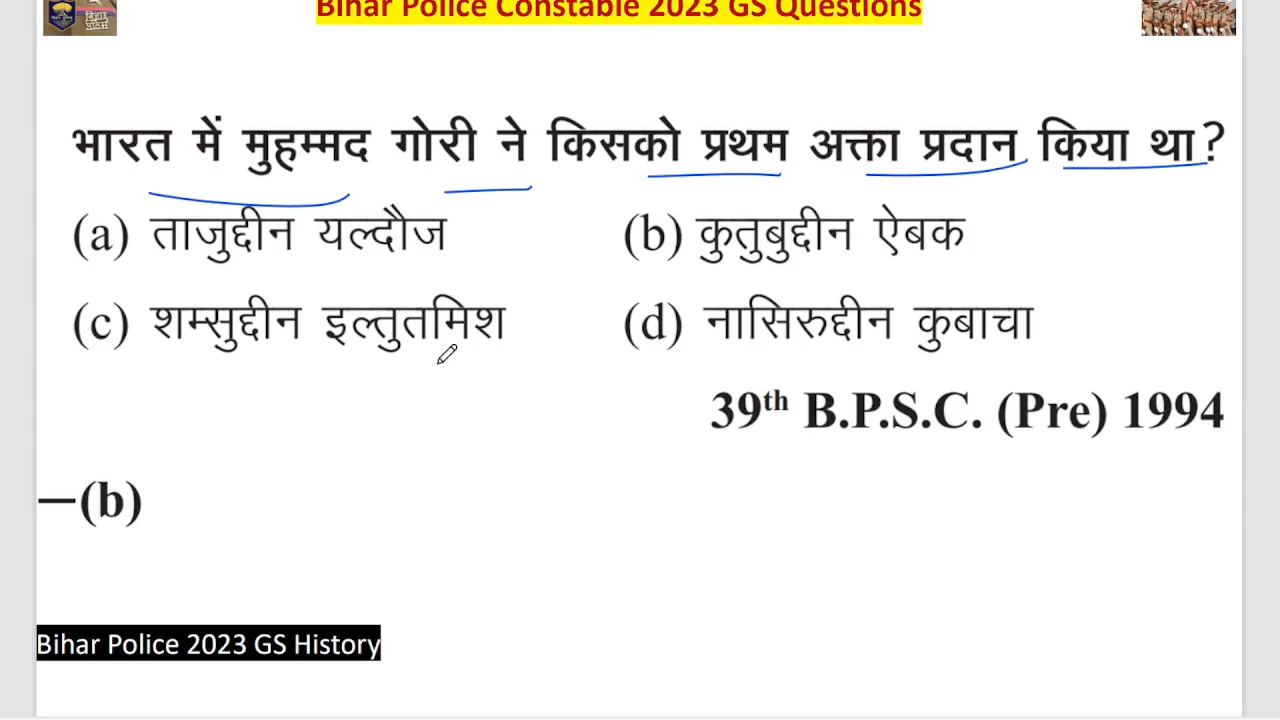 Bihar Police Constable 2023 GS Questions
भारत में मुहम्मद गोरी ने किसको प्रथम अक्ता प्रदान किया था?
(a) ताजुद्दीन यल्दौज (b) कुतुबुद्दीन ऐबक
(c) शम्सुद्दीन इल्तुतमिश (d) नासिरुद्दीन कुबाचा
39th B.P.S.C. (Pre) 1994
—(b)
Bihar Police 2023 GS History